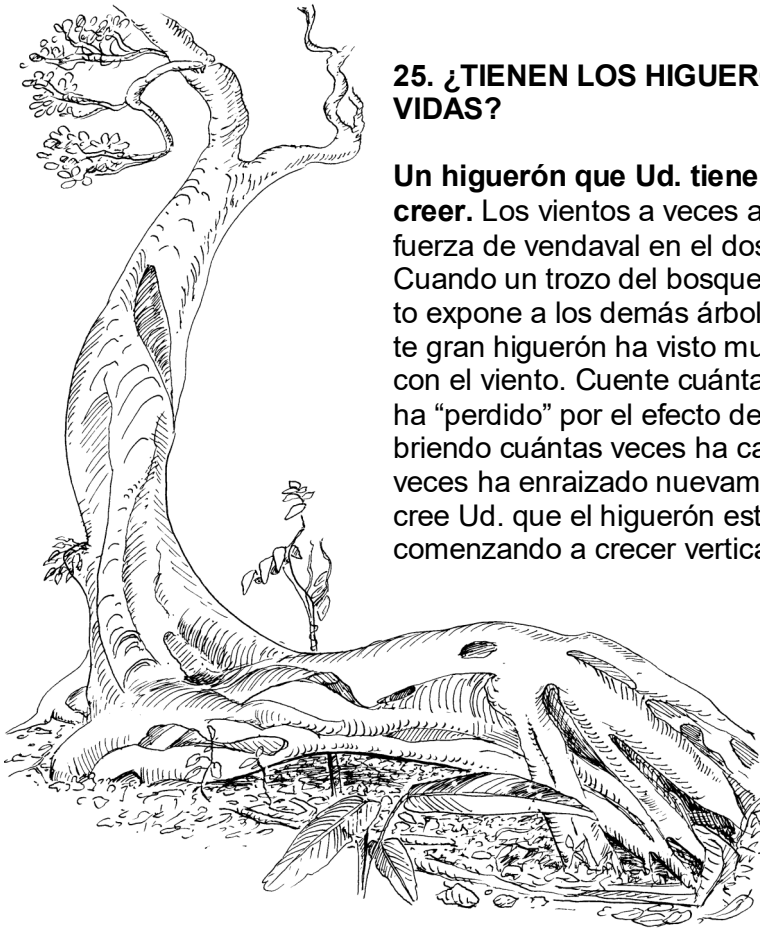 25. ¿TIENEN LOS HIGUERO
VIDAS?
Un higuerón que Ud. tiene
creer. Los vientos a veces a
fuerza de vendaval en el dos
Cuando un trozo del bosque
to expone a los demás árbol
te gran higuerón ha visto mu
con el viento. Cuente cuánta
ha “perdido” por el efecto de
briendo cuántas veces ha ca
veces ha enraizado nuevam
cree Ud. que el higuerón est
comenzando a crecer vertica